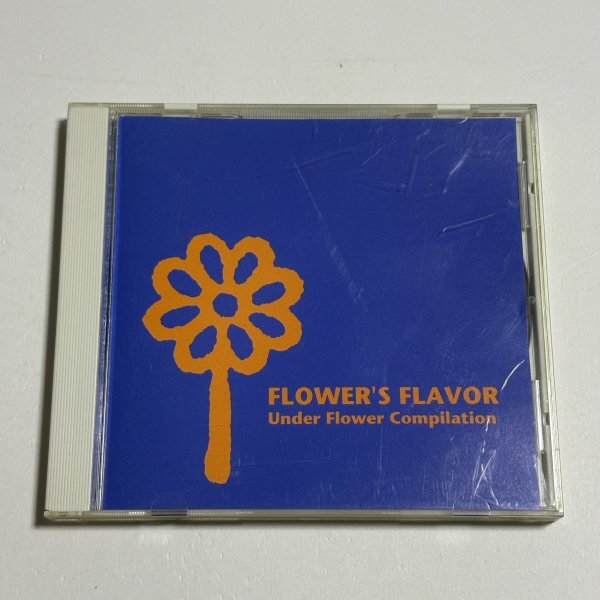 FLOWER'S FLAVOR
Under Flower Compilation